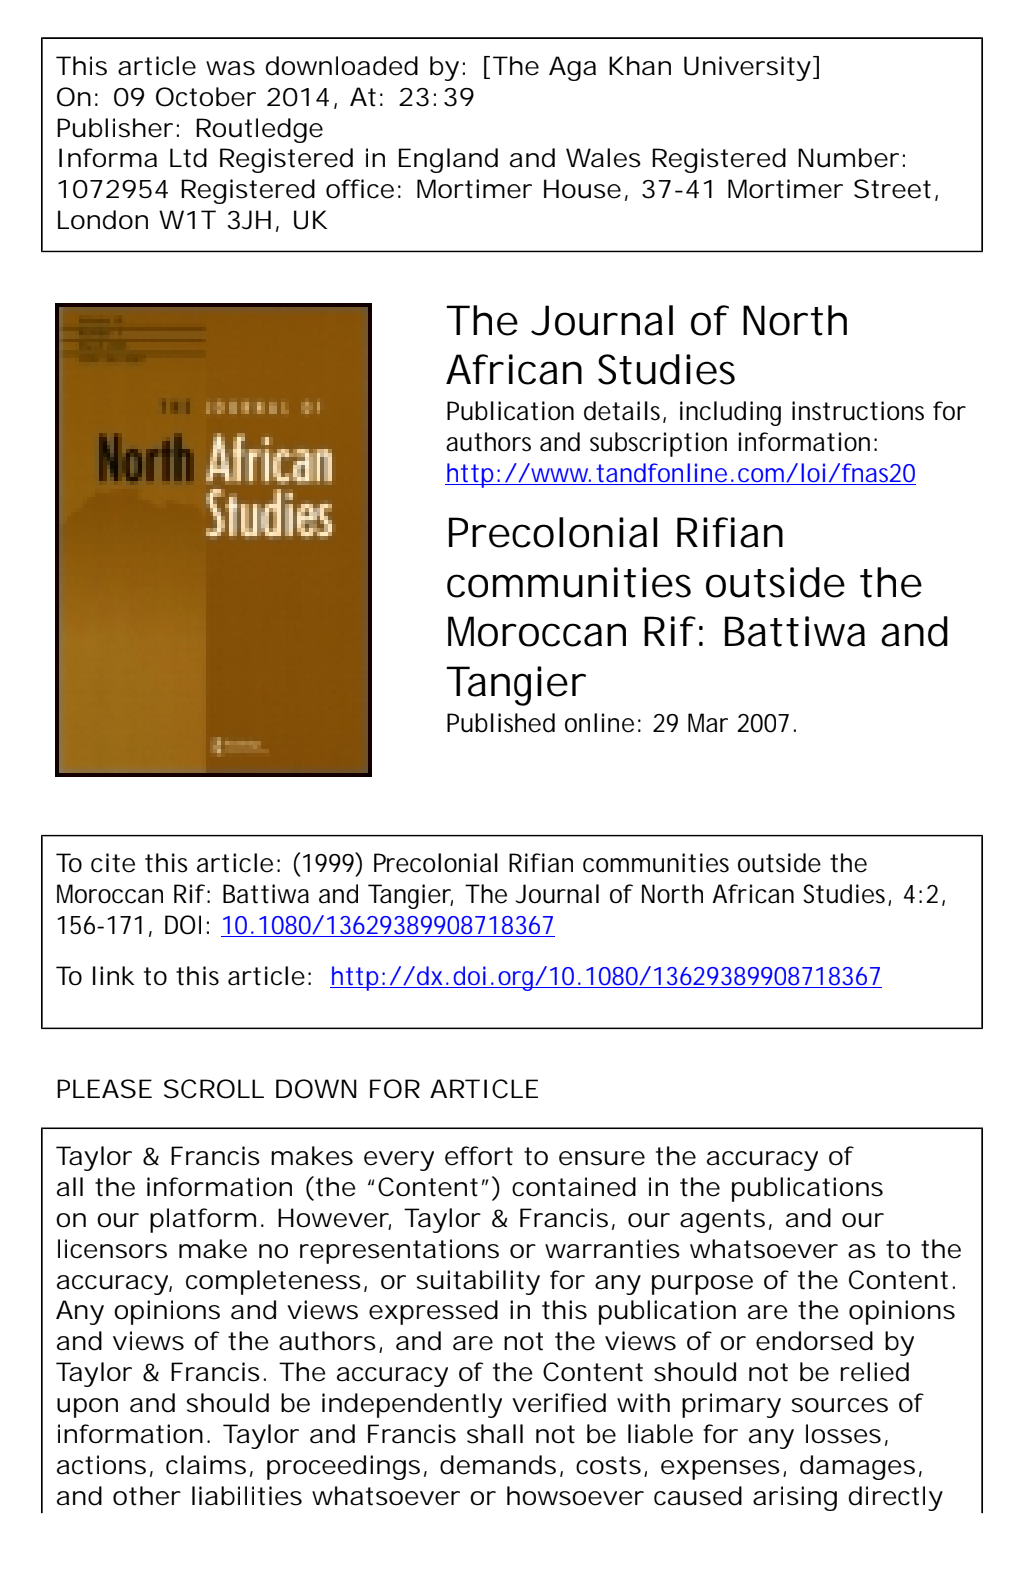 This article was downloaded by: [The Aga Khan University]
On: 09 October 2014, At: 23:39
Publisher: Routledge
Informa Ltd Registered in England and Wales Registered Number:
1072954 Registered office: Mortimer House, 37-41 Mortimer Street,
London W1T 3JH, UK
THE JOURNAL OF
North African
Studies
The Journal of North
African Studies
Publication details, including instructions for
authors and subscription information:
http://www.tandfonline.com/loi/fnas20
Precolonial Rifian
communities outside the
Moroccan Rif: Battiwa and
Tangier
Published online: 29 Mar 2007.
To cite this article: (1999) Precolonial Rifian communities outside the
Moroccan Rif: Battiwa and Tangier, The Journal of North African Studies, 4:2,
156-171, DOI: 10.1080/13629389908718367
To link to this article: http://dx.doi.org/10.1080/13629389908718367
PLEASE SCROLL DOWN FOR ARTICLE
Taylor & Francis makes every effort to ensure the accuracy of
all the information (the “Content”) contained in the publications
on our platform. However, Taylor & Francis, our agents, and our
licensors make no representations or warranties whatsoever as to the
accuracy, completeness, or suitability for any purpose of the Content.
Any opinions and views expressed in this publication are the opinions
and views of the authors, and are not the views of or endorsed by
Taylor & Francis. The accuracy of the Content should not be relied
upon and should be independently verified with primary sources of
information. Taylor and Francis shall not be liable for any losses,
actions, claims, proceedings, demands, costs, expenses, damages,
and other liabilities whatsoever or howsoever caused arising directly